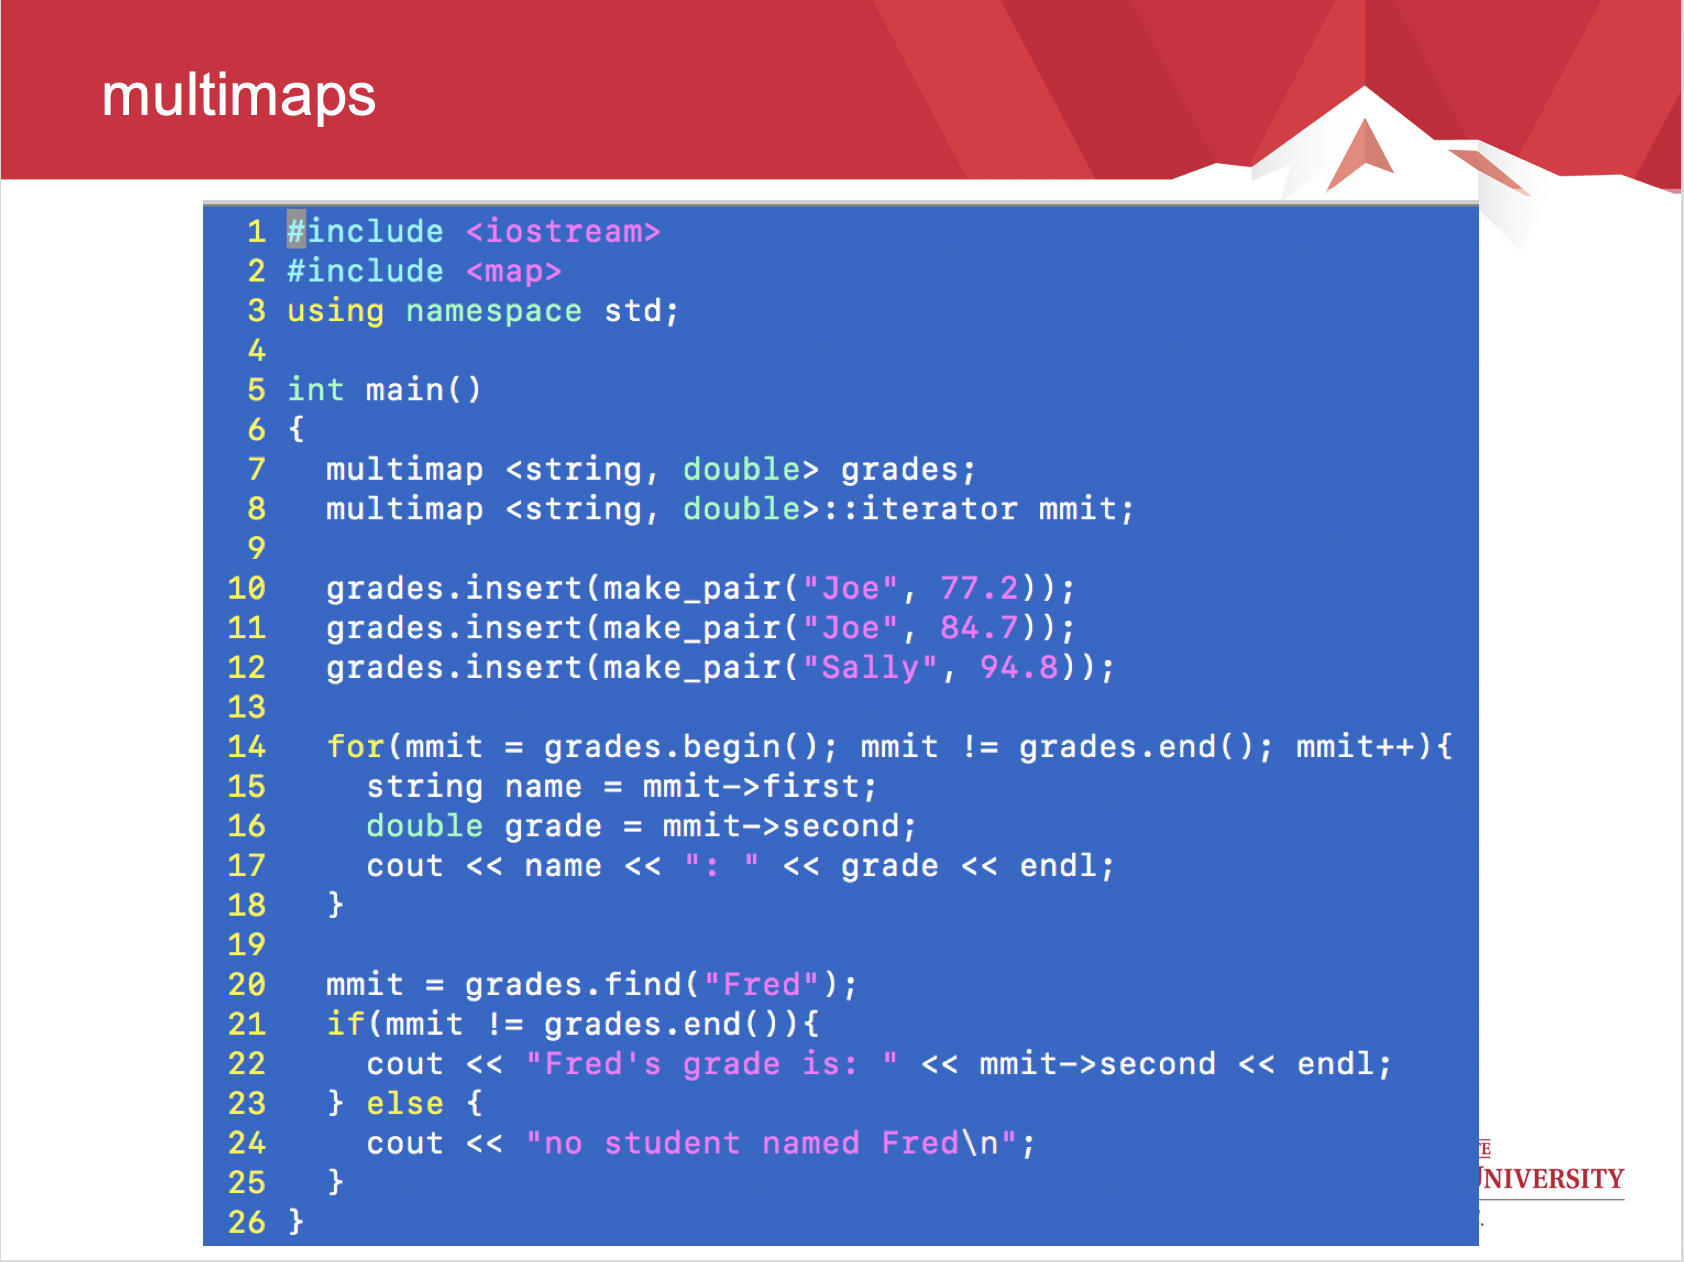 multimaps
1 #include <iostream>
2 #include <map>
3 using namespace std;
4
5 int main()
6 {
7   multimap <string, double> grades;
8   multimap <string, double>::iterator mmit;
9
10   grades.insert(make_pair("Joe", 77.2));
11   grades.insert(make_pair("Joe", 84.7));
12   grades.insert(make_pair("Sally", 94.8));
13
14   for(mmit = grades.begin(); mmit != grades.end(); mmit++){
15     string name = mmit->first;
16     double grade = mmit->second;
17     cout << name << ": " << grade << endl;
18   }
19
20   mmit = grades.find("Fred");
21   if(mmit != grades.end()){
22     cout << "Fred's grade is: " << mmit->second << endl;
23   } else {
24     cout << "no student named Fred\n";
25   }
26 }
UNIVERSITY